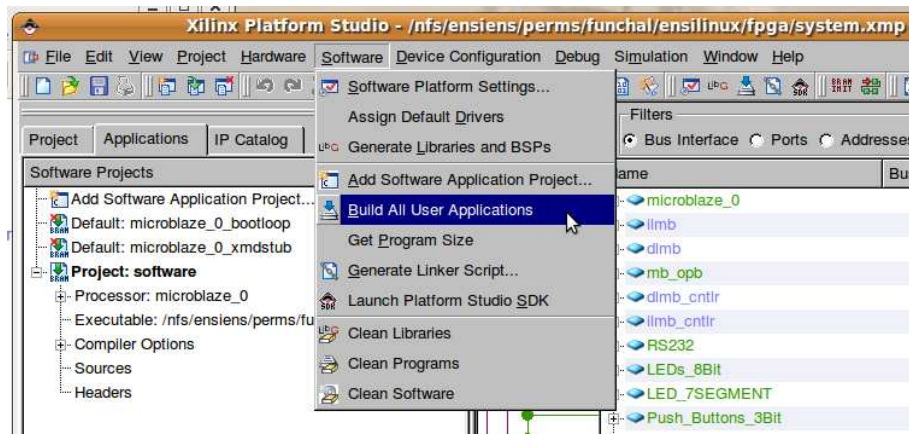 Xilinx Platform Studio - /nfs/ensiens/perms/funchal/ensilinux/fpga/system.xmp
File Edit View Project Hardware Software Device Configuration Debug Simulation Window Help
Software Platform Settings...
Assign Default Drivers
Generate Libraries and BSPs
Add Software Application Project...
Build All User Applications
Get Program Size
Generate Linker Script...
Launch Platform Studio SDK
Clean Libraries
Clean Programs
Clean Software
Project Applications IP Catalog
Software Projects
Add Software Application Project...
Default: microblaze_0_bootloop
Default: microblaze_0_xmdstub
Project: software
Processor: microblaze_0
Executable: /nfs/ensiens/perms/fu
Compiler Options
Sources
Headers
Filters
Bus Interface Ports Addresses
ame Bu
microblaze_0
ilmb
dlmb
mb_opb
dlmb_cntlr
ilmb_cntlr
RS232
LEDs_8Bit
LED_7SEGMENT
Push_Buttons_3Bit